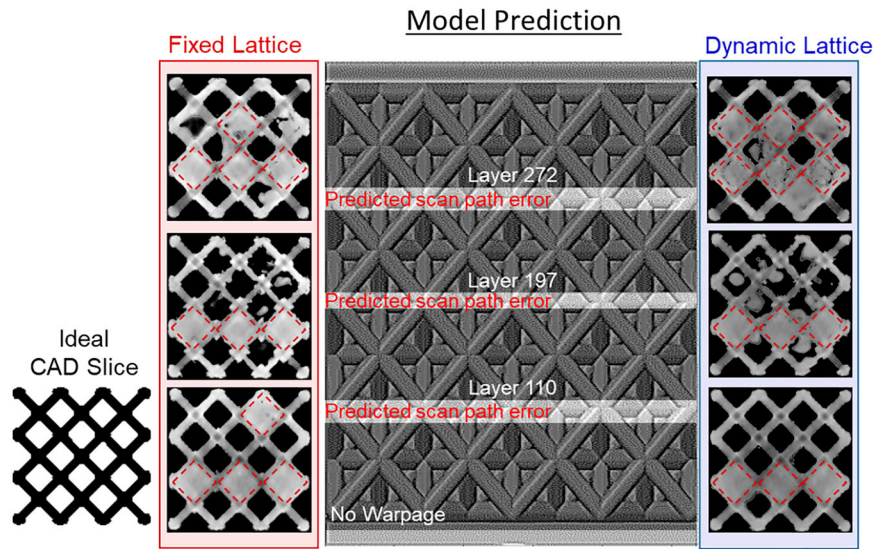 Model Prediction
Fixed Lattice
Dynamic Lattice
Layer 272
Predicted scan path error
Layer 197
Predicted scan path error
Ideal
CAD Slice
Layer 110
Predicted scan path error
No Warpage